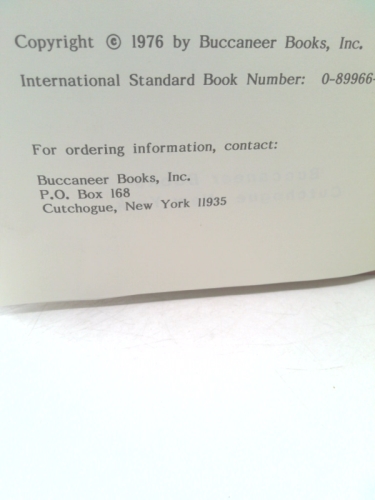 Copyright © 1976 by Buccaneer Books, Inc.
International Standard Book Number: 0-89966-
For ordering information, contact:
Buccaneer Books, Inc.
P.O. Box 168
Cutchogue, New York 11935